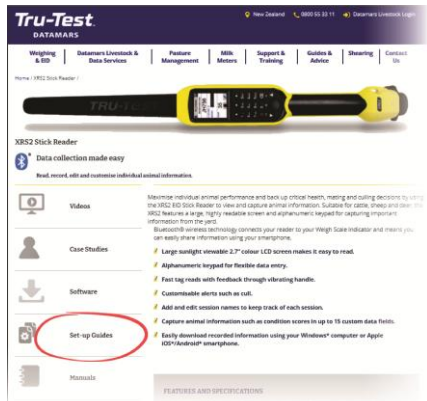 Tru-Test
DATAMARS
New Zealand
0800 55 33 11
Datamars Livestock Login
Weighing & EID
Datamars Livestock & Data Services
Pasture Management
Milk Meters
Support & Training
Guides & Advice
Shearing
Contact Us
Home / XRS2 Stick Reader /
TRU-TEST
XRS2 Stick Reader
Data collection made easy
Read, record, edit and customise individual animal information.
Videos
Case Studies
Software
Set-up Guides
Manuals
Maximise individual animal performance and back up critical health, mating and culling decisions by using
the XRS2 EID Stick Reader to view and capture animal information. Suitable for cattle, sheep and deer, the
XRS2 features a large, highly readable screen and alphanumeric keypad for capturing important
information from the yard.
Bluetooth® wireless technology connects your reader to your Weigh Scale Indicator and means you
can easily share information using your smartphone.
Large sunlight viewable 2.7" colour LCD screen makes it easy to read.
Alphanumeric keypad for flexible data entry.
Fast tag reads with feedback through vibrating handle.
Customisable alerts such as cull.
Add and edit session names to keep track of each session.
Capture animal information such as condition scores in up to 15 custom data fields.
Easily download recorded information using your Windows® computer or Apple
iOS®/Android® smartphone.
FEATURES AND SPECIFICATIONS